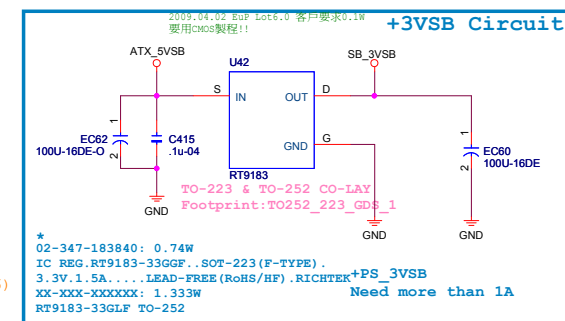 2009.04.02 EuP Lot6.0 客戶要求0.1W
要用CMOS製程!!
+3VSB Circuit
ATX_5VSB
SB_3VSB
U42
S
D
IN
OUT
G
GND
RT9183
1
EC62
100U-16DE-O
2
C415
.1u-04
1
EC60
100U-16DE
2
TO-223 & TO-252 CO-LAY
Footprint:TO252_223_GDS_1
GND
GND
GND
*
02-347-183840: 0.74W
IC REG.RT9183-33GGF..SOT-223(F-TYPE).
3.3V.1.5A.....LEAD-FREE(RoHS/HF).RICHTEK
XX-XXX-XXXXXX: 1.333W
RT9183-33GLF TO-252
+PS_3VSB
Need more than 1A
)